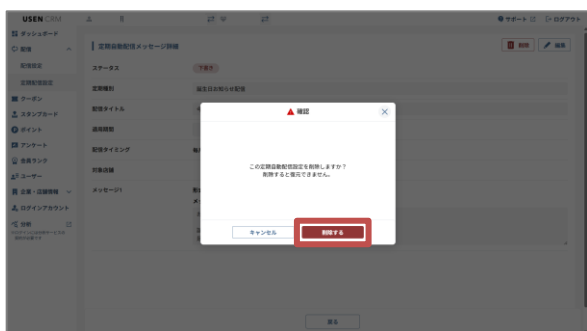 USEN CRM
サポート
ログアウト
ダッシュボード
配信
定期自動配信メッセージ詳細
削除
編集
配信設定
ステータス
下書き
定期配信設定
定期種別
誕生日お知らせ配信
クーポン
配信タイトル
スタンプカード
確認
ポイント
適用期間
アンケート
配信タイミング
会員ランク
この定期自動配信設定を削除しますか？
削除すると復元できません。
対象店舗
ユーザー
企業・店舗情報
メッセージ1
ログインアカウント
分析
キャンセル
削除する
戻る